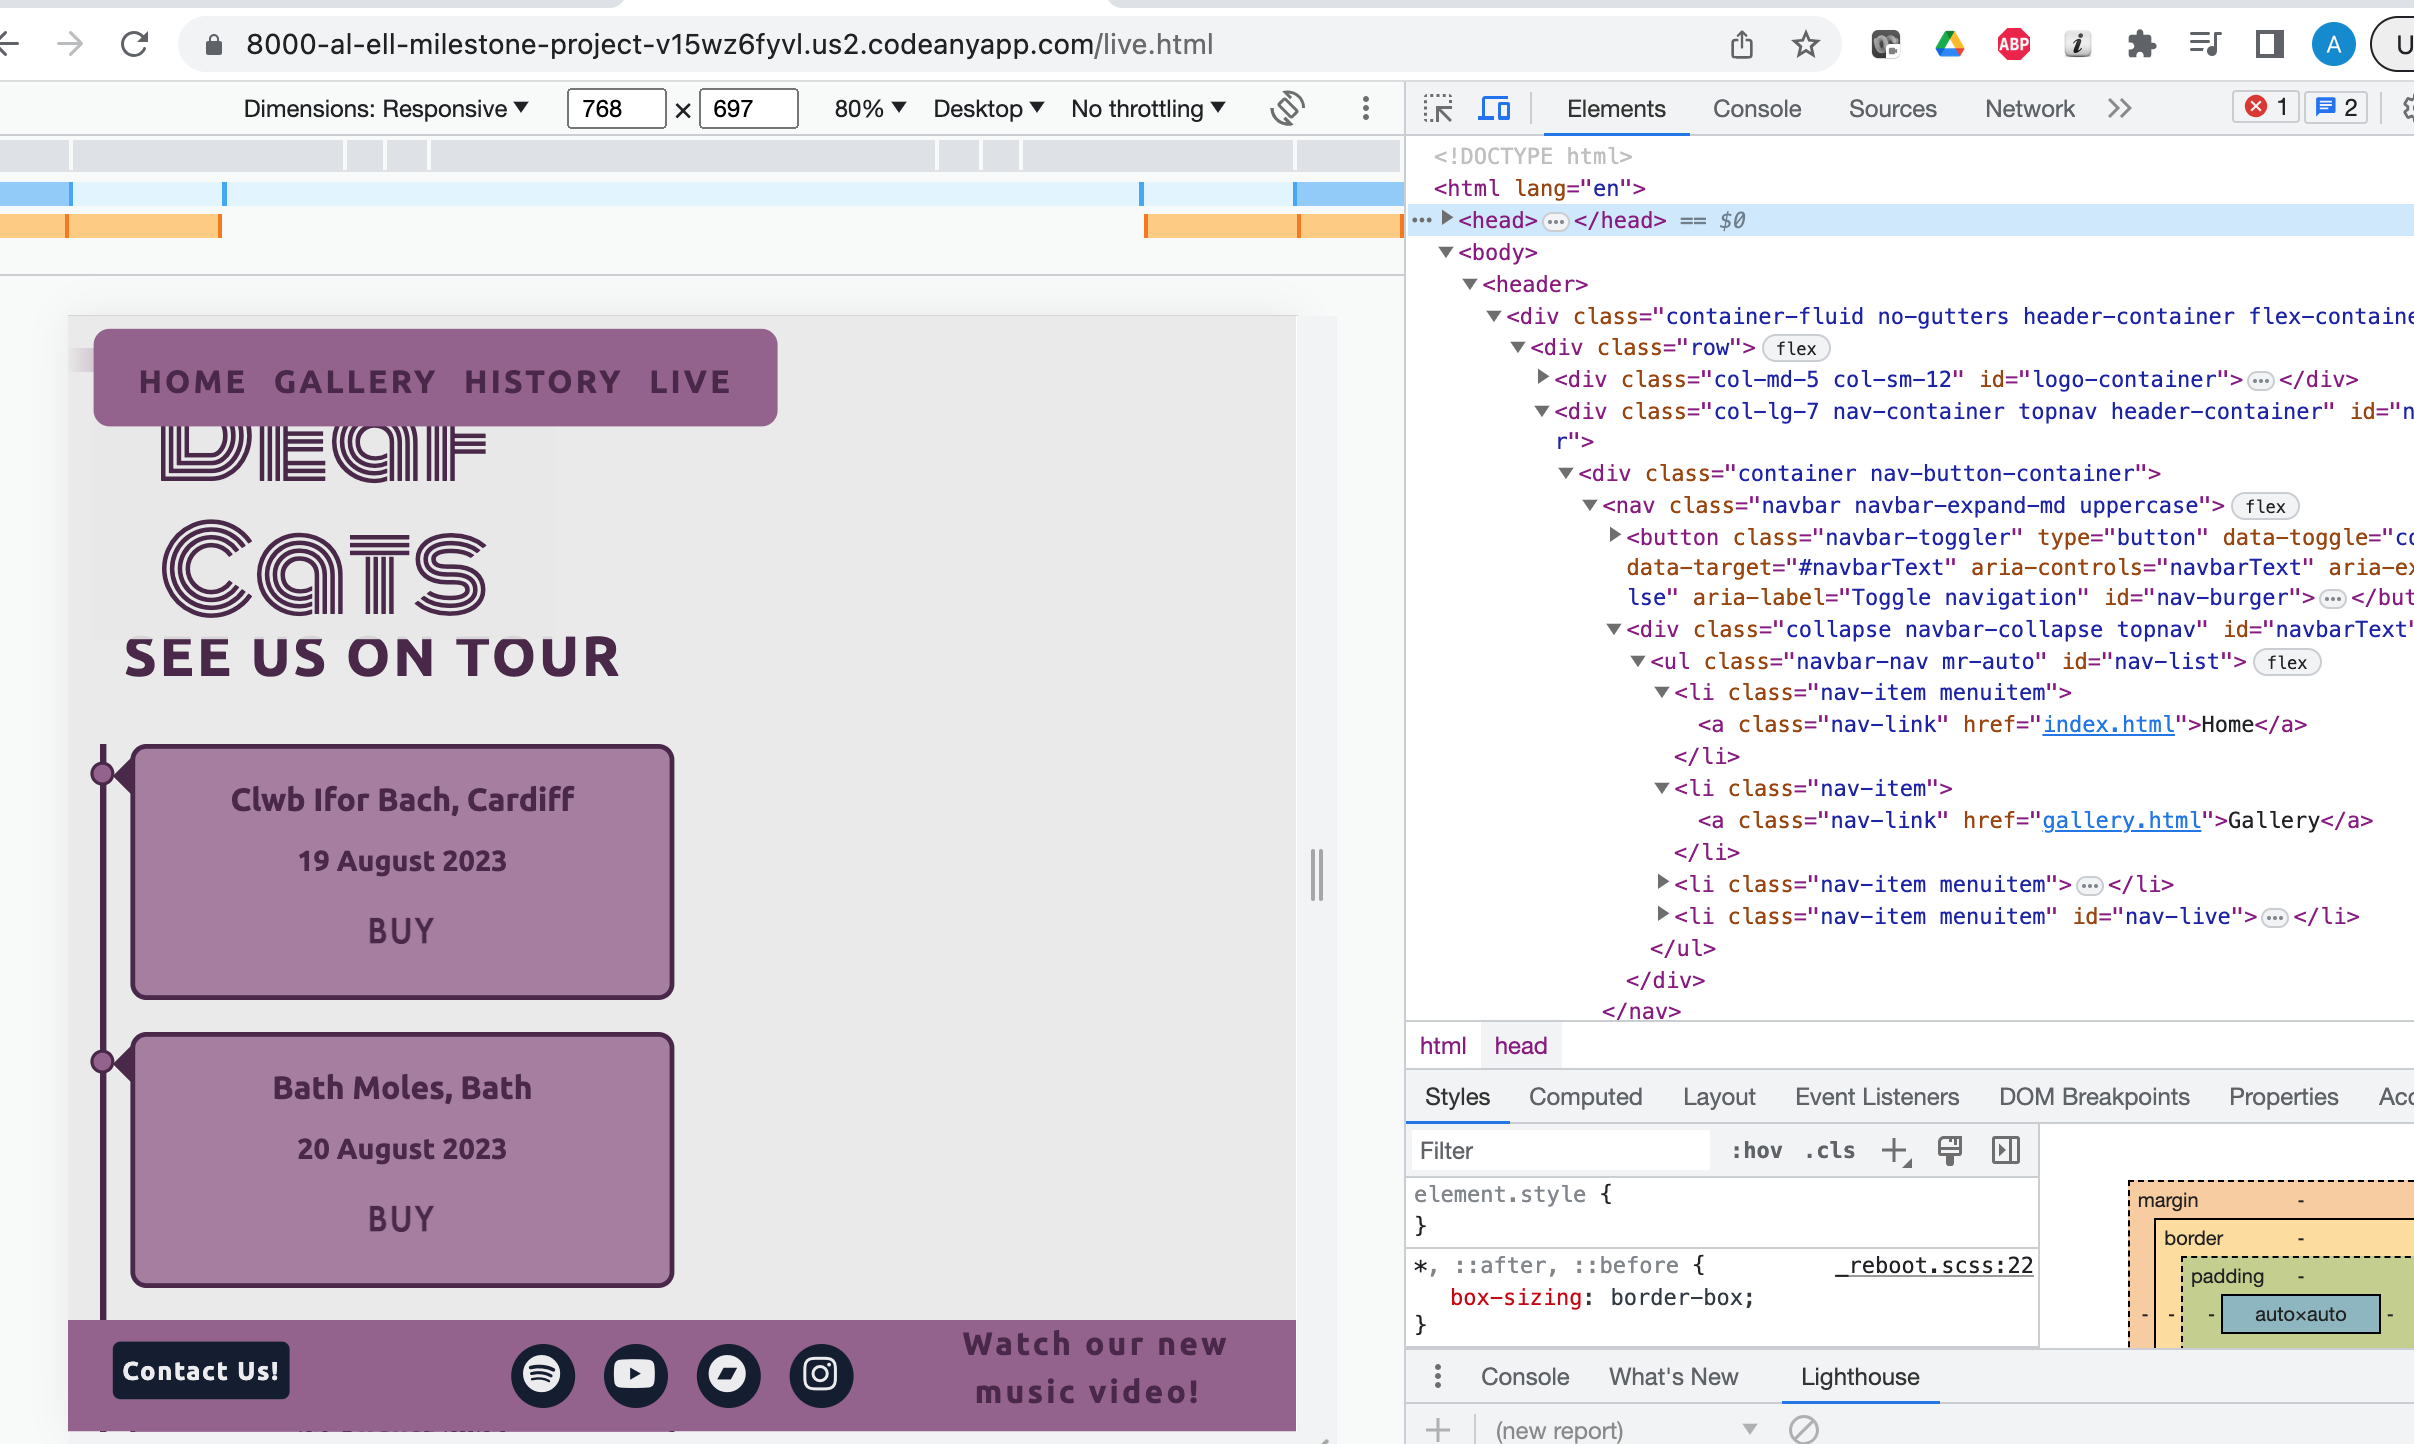 8000-al-ell-milestone-project-v15wz6fyvl.us2.codeanyapp.com/live.html
ABP
i
A
Dimensions: Responsive
768 × 697
80%
Desktop
No throttling
Elements
Console
Sources
Network
1
2
HOME GALLERY HISTORY LIVE
Deaf
Cats
SEE US ON TOUR
Clwb Ifor Bach, Cardiff
19 August 2023
BUY
Bath Moles, Bath
20 August 2023
BUY
Contact Us!
Watch our new
music video!
<!DOCTYPE html>
<html lang="en">
<head> ••• </head> == $0
<body>
<header>
<div class="container-fluid no-gutters header-container flex-containe
<div class="row"> flex
<div class="col-md-5 col-sm-12" id="logo-container"> ••• </div>
<div class="col-lg-7 nav-container topnav header-container" id="n
r">
<div class="container nav-button-container">
<nav class="navbar navbar-expand-md uppercase"> flex
<button class="navbar-toggler" type="button" data-toggle="co
data-target="#navbarText" aria-controls="navbarText" aria-ex
lse" aria-label="Toggle navigation" id="nav-burger"> ••• </but
<div class="collapse navbar-collapse topnav" id="navbarText"
<ul class="navbar-nav mr-auto" id="nav-list"> flex
<li class="nav-item menuitem">
<a class="nav-link" href="index.html">Home</a>
</li>
<li class="nav-item">
<a class="nav-link" href="gallery.html">Gallery</a>
</li>
<li class="nav-item menuitem"> ••• </li>
<li class="nav-item menuitem" id="nav-live"> ••• </li>
</ul>
</div>
</nav>
html head
Styles Computed Layout Event Listeners DOM Breakpoints Properties Acc
Filter
:hov .cls
element.style {
}
*, ::after, ::before { _reboot.scss:22
box-sizing: border-box;
}
margin -
border -
padding -
- - - auto×auto -
Console What's New Lighthouse
(new report)